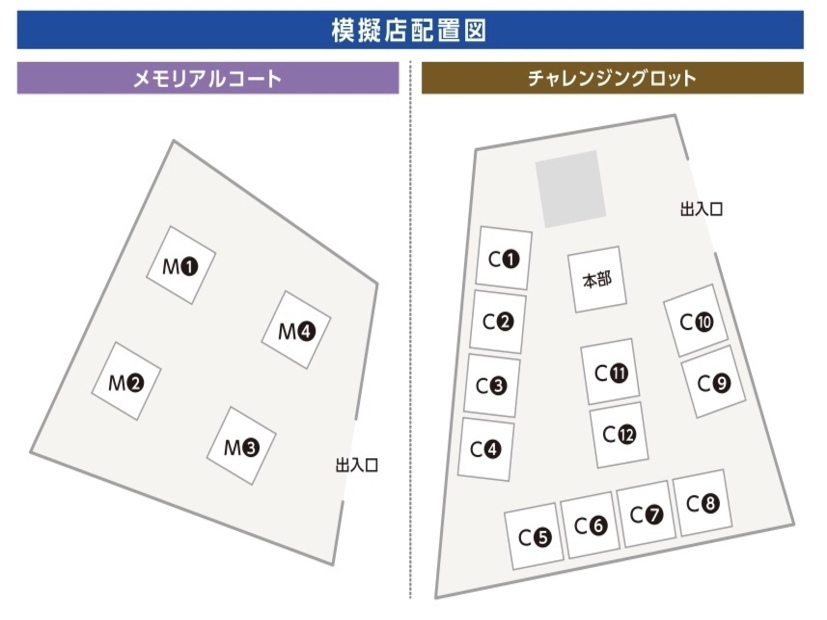 模擬店配置図
メモリアルコート
チャレンジングロット
M❶
M❹
M❷
M❸
出入口
出入口
C❶
本部
C❷
C❿
C❸
C⓫
C❾
C❹
C⓬
C❺
C❻
C❼
C❽